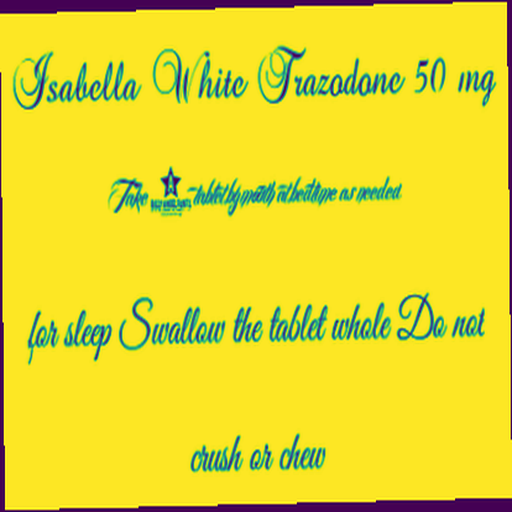 Isabella White Trazodone 50 mg
Take tablet by mouth at bedtime as needed
for sleep Swallow the tablet whole Do not
crush or chew